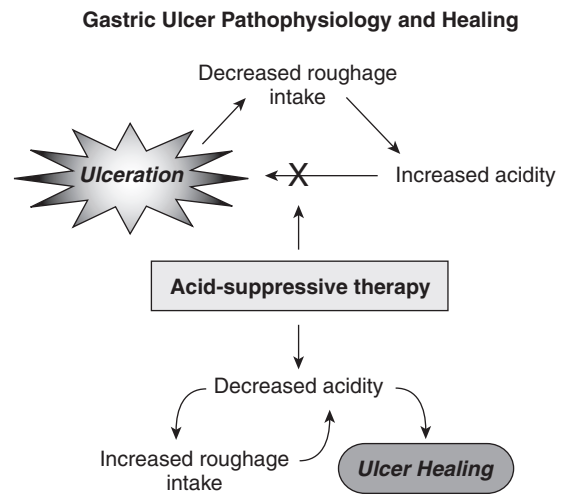 Gastric Ulcer Pathophysiology and Healing
Decreased roughage
intake
Ulceration
X
Increased acidity
Acid-suppressive therapy
Decreased acidity
Increased roughage
intake
Ulcer Healing